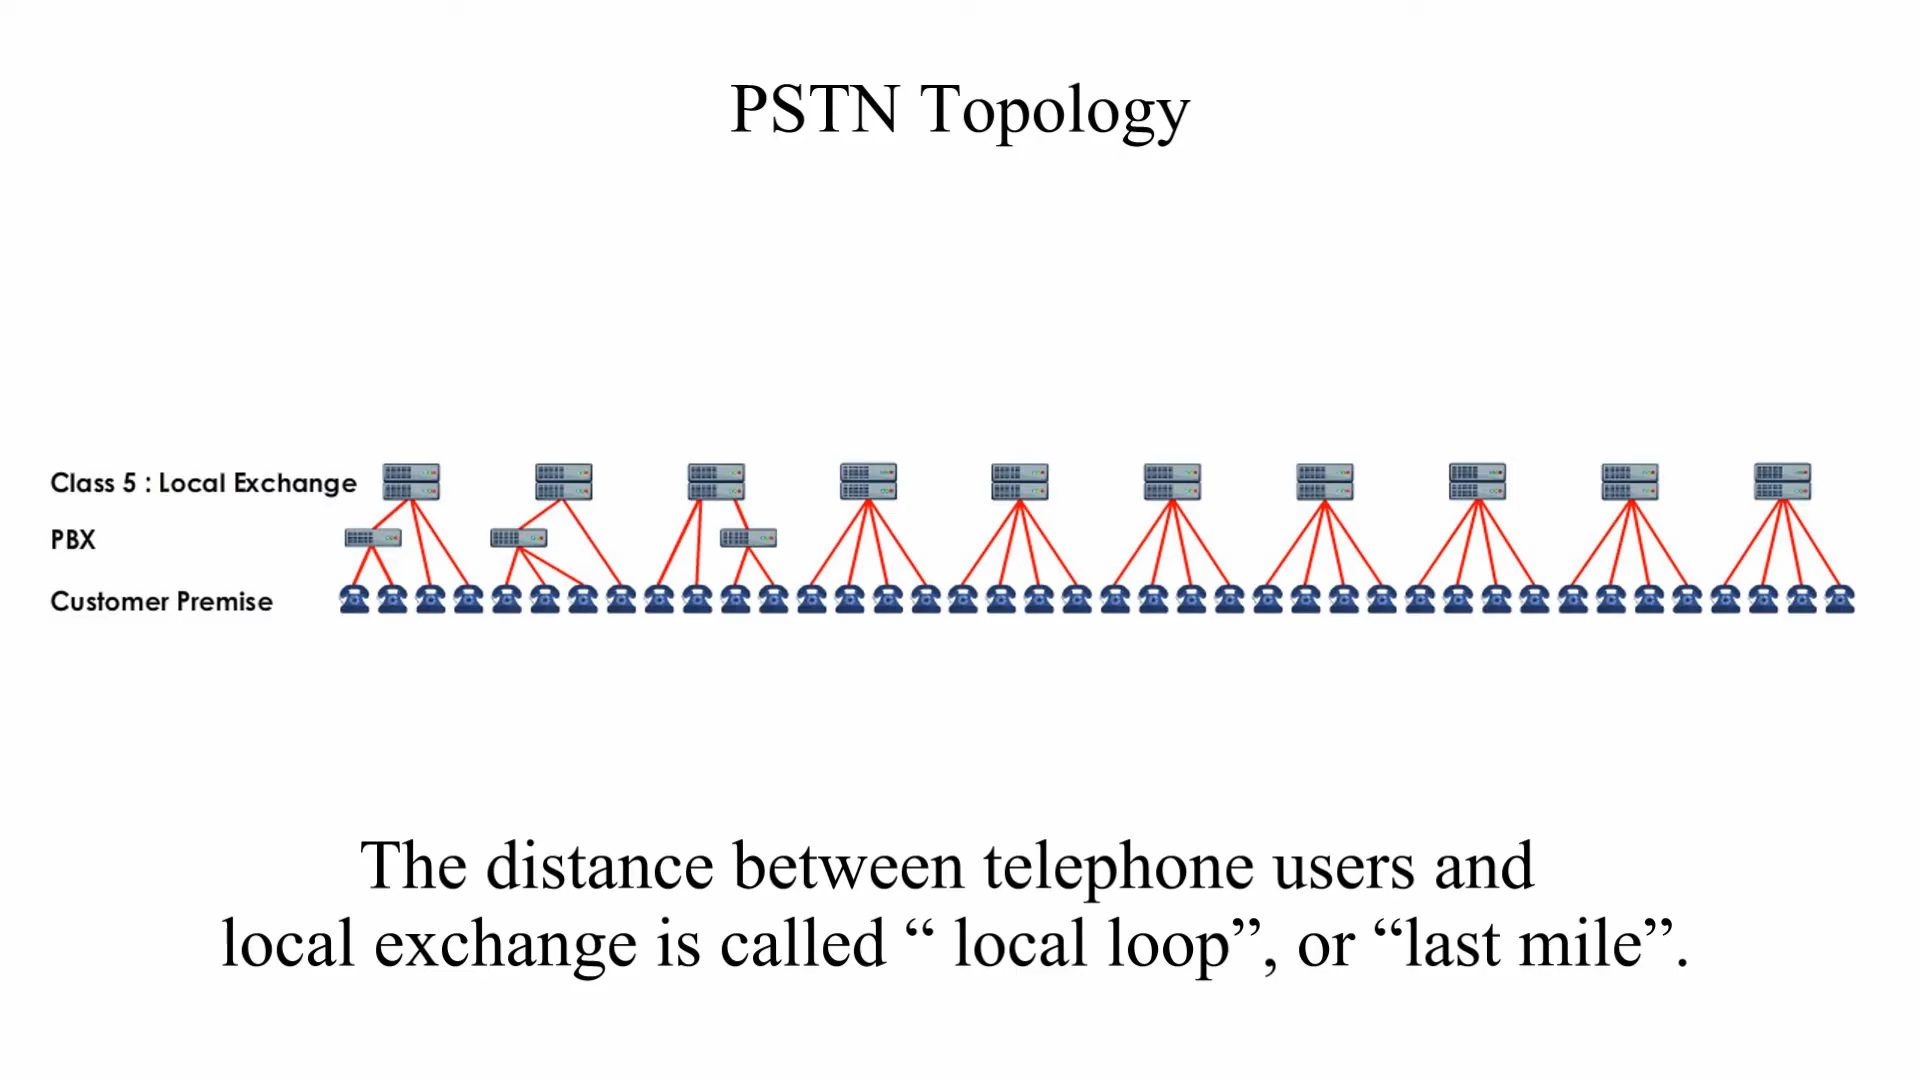 PSTN Topology
Class 5 : Local Exchange
PBX
Customer Premise
The distance between telephone users and
local exchange is called “ local loop”, or “last mile”.